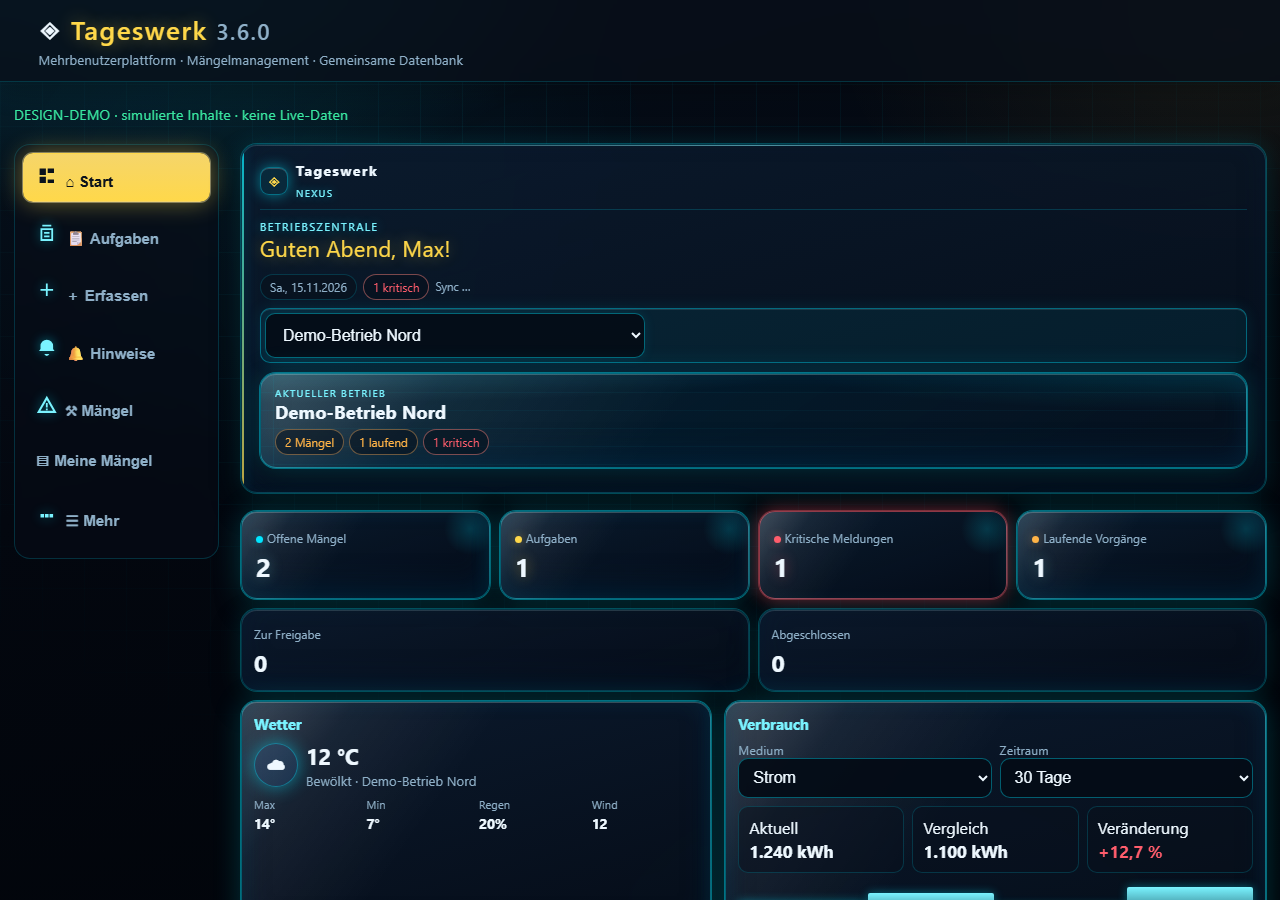 Tageswerk 3.6.0
Mehrbenutzerplattform · Mängelmanagement · Gemeinsame Datenbank
DESIGN-DEMO · simulierte Inhalte · keine Live-Daten
⌂ Start
📋 Aufgaben
+ Erfassen
🔔 Hinweise
⚒ Mängel
▤ Meine Mängel
☰ Mehr
Tageswerk
NEXUS
BETRIEBSZENTRALE
Guten Abend, Max!
Sa., 15.11.2026 1 kritisch Sync ...
Demo-Betrieb Nord
AKTUELLER BETRIEB
Demo-Betrieb Nord
2 Mängel 1 laufend 1 kritisch
Offene Mängel
2
Aufgaben
1
Kritische Meldungen
1
Laufende Vorgänge
1
Zur Freigabe
0
Abgeschlossen
0
Wetter
12 °C
Bewölkt · Demo-Betrieb Nord
Max Min Regen Wind
14° 7° 20% 12
Verbrauch
Medium Zeitraum
Strom 30 Tage
Aktuell Vergleich Veränderung
1.240 kWh 1.100 kWh +12,7 %